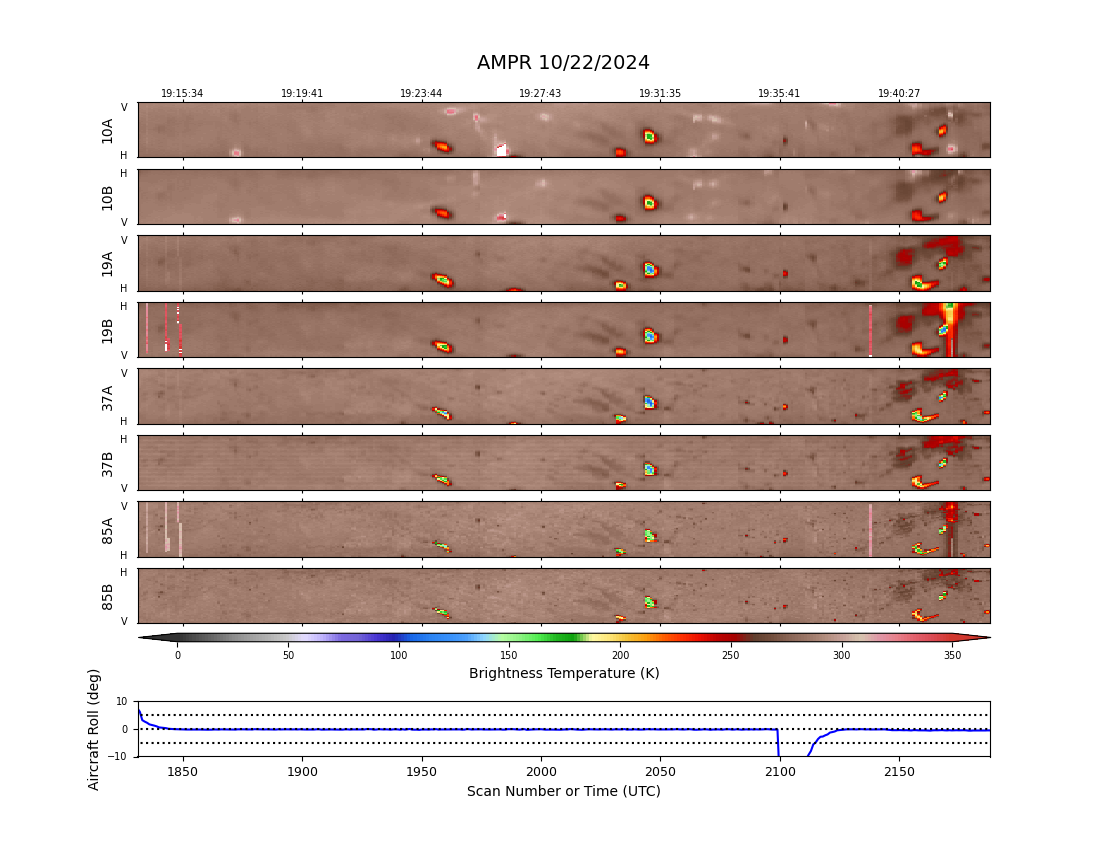 AMPR 10/22/2024
19:15:34 19:19:41 19:23:44 19:27:43 19:31:35 19:35:41 19:40:27
V
10A
H
H
10B
V
V
19A
H
H
19B
V
V
37A
H
H
37B
V
V
85A
H
H
85B
V
0 50 100 150 200 250 300 350
Brightness Temperature (K)
Aircraft Roll (deg)
10
0
−10
1850 1900 1950 2000 2050 2100 2150
Scan Number or Time (UTC)